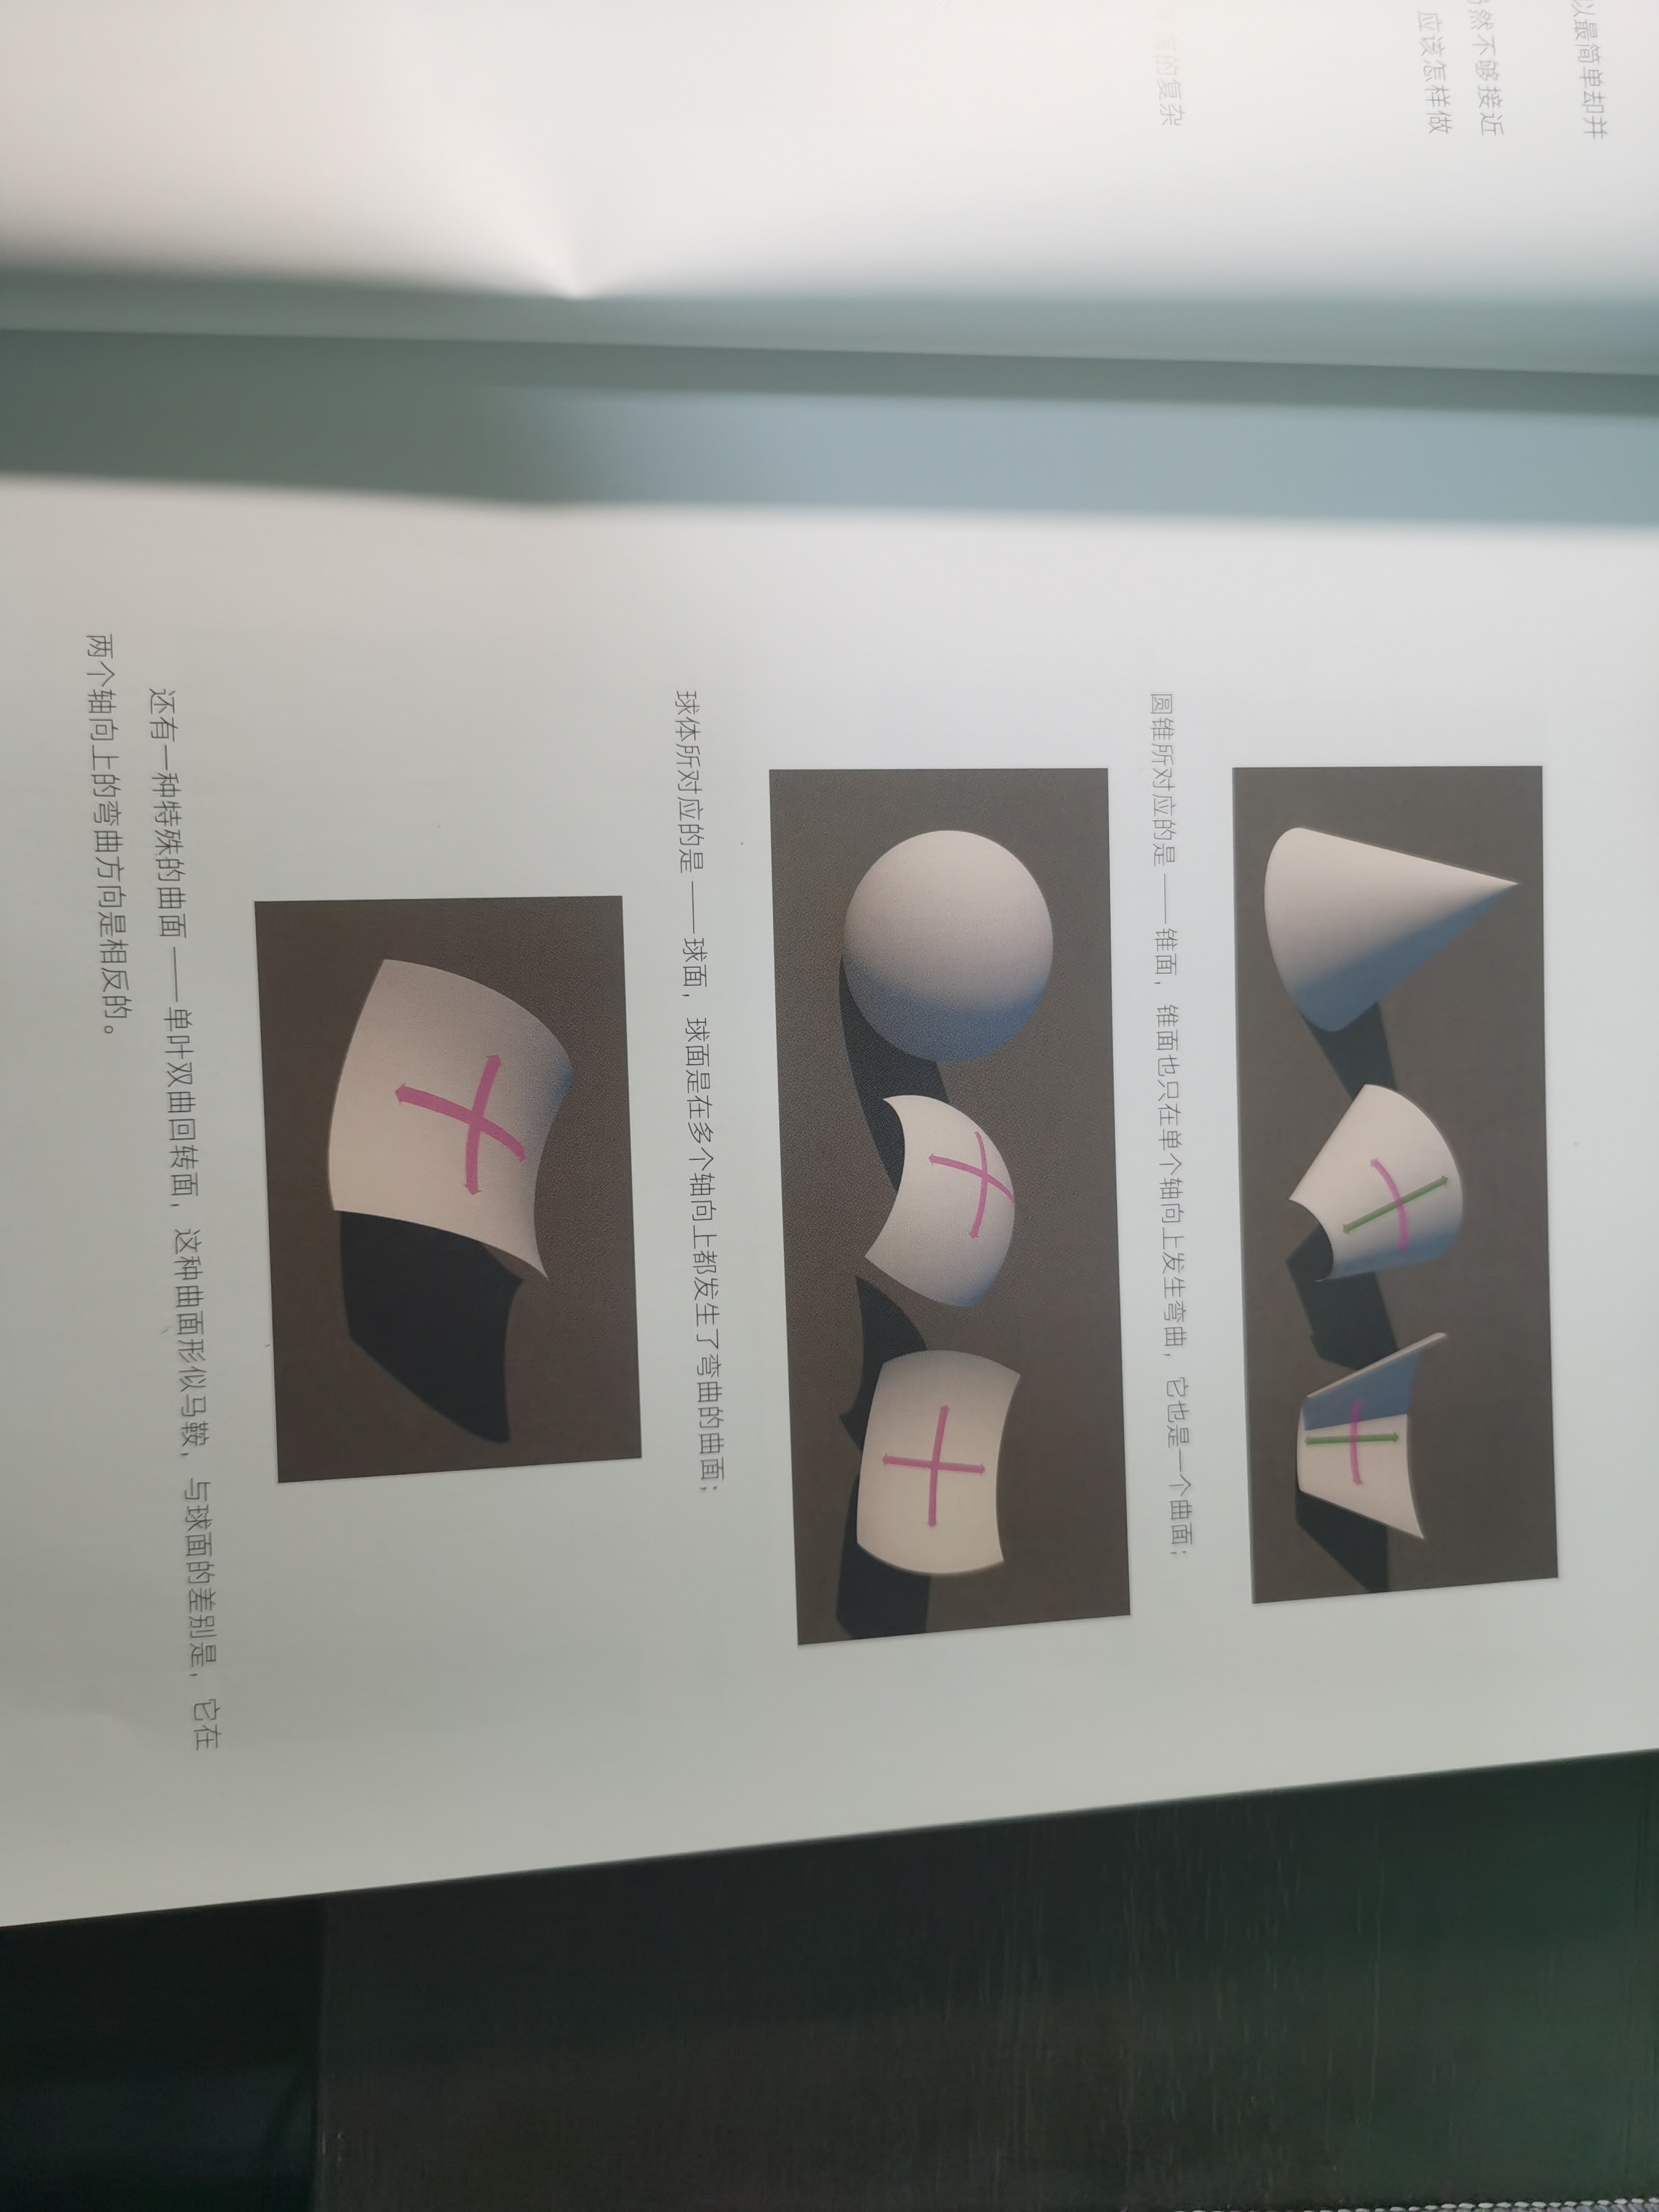 以最简单却并
然不够接近
应该怎样做
有的复杂
圆锥所对应的是 ——锥面，锥面也只在单个轴向上发生弯曲，它也是一个曲面；
球体所对应的是 ——球面，球面是在多个轴向上都发生了弯曲的曲面；
还有一种特殊的曲面 ——单叶双曲回转面，这种曲面形似马鞍，与球面的差别是，它在
两个轴向上的弯曲方向是相反的。